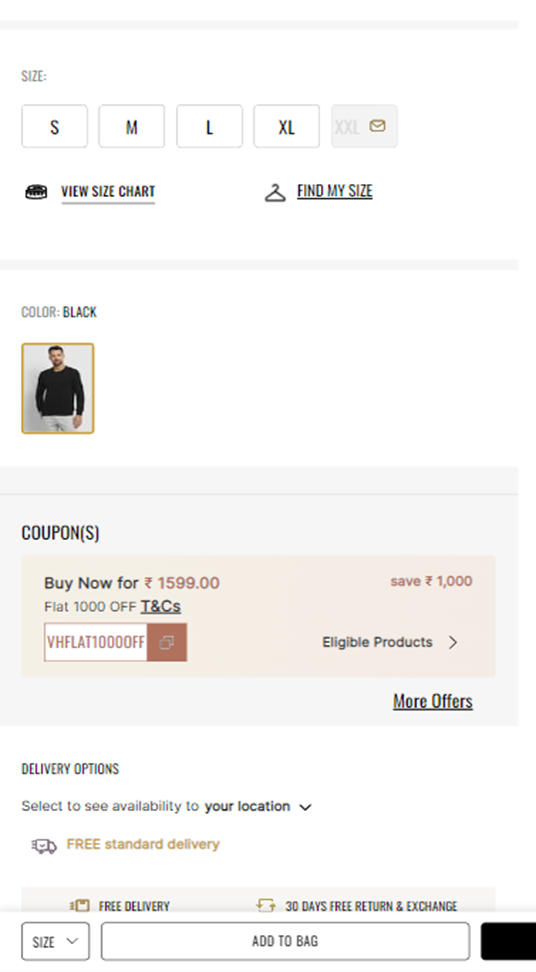 SIZE:
S M L XL XXL
VIEW SIZE CHART FIND MY SIZE
COLOR: BLACK
COUPON(S)
Buy Now for ₹ 1599.00 save ₹ 1,000
Flat 1000 OFF T&Cs
VHFLAT1000OFF Eligible Products
More Offers
DELIVERY OPTIONS
Select to see availability to your location
FREE standard delivery
FREE DELIVERY 30 DAYS FREE RETURN & EXCHANGE
SIZE ADD TO BAG